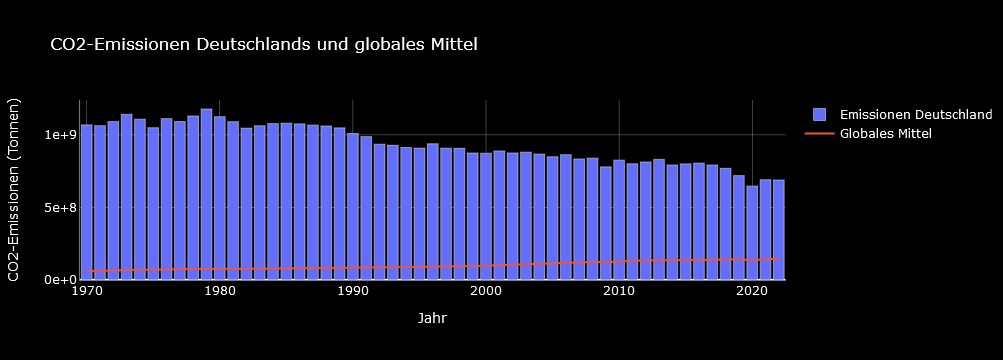 CO2-Emissionen Deutschlands und globales Mittel
CO2-Emissionen (Tonnen)
1e+9
5e+8
0e+0
1970
1980
1990
2000
2010
2020
Jahr
Emissionen Deutschland
Globales Mittel